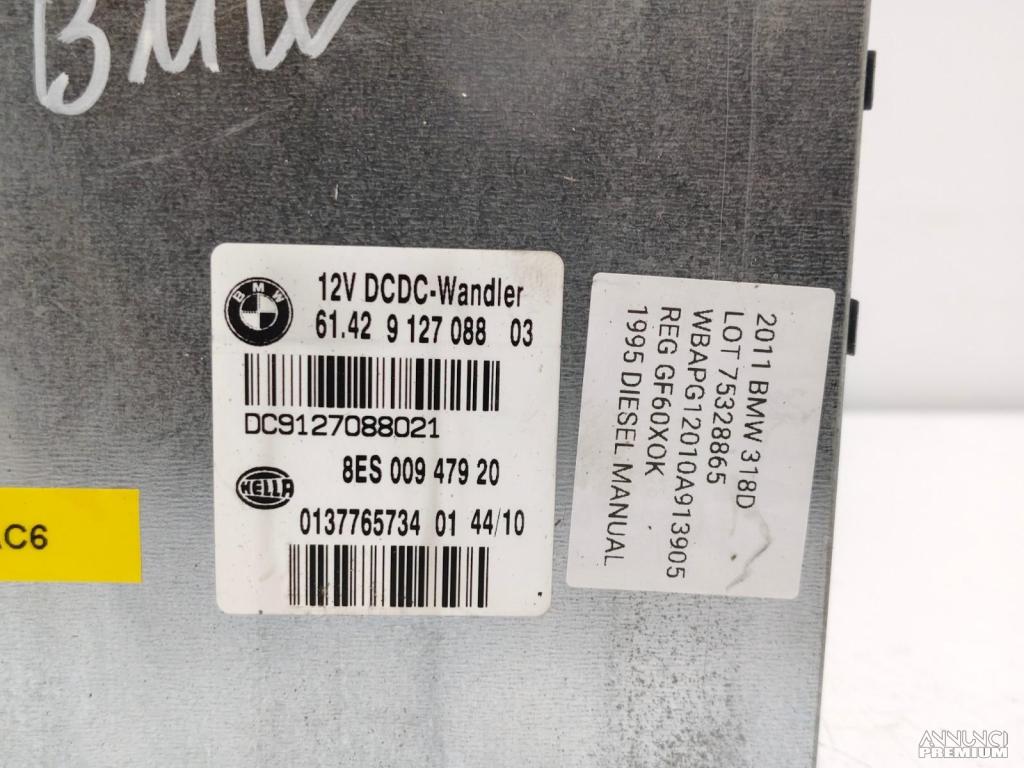 BMW
BMW
12V DCDC-Wandler
61.42 9 127 088 03
DC9127088021
8ES 009 479 20
HELLA
0137765734 01 44/10
2011 BMW 318D
LOT 75328865
WBAPG12010A913905
REG GF60XOK
1995 DIESEL MANUAL
C6
ANNUNCI
PREMIUM